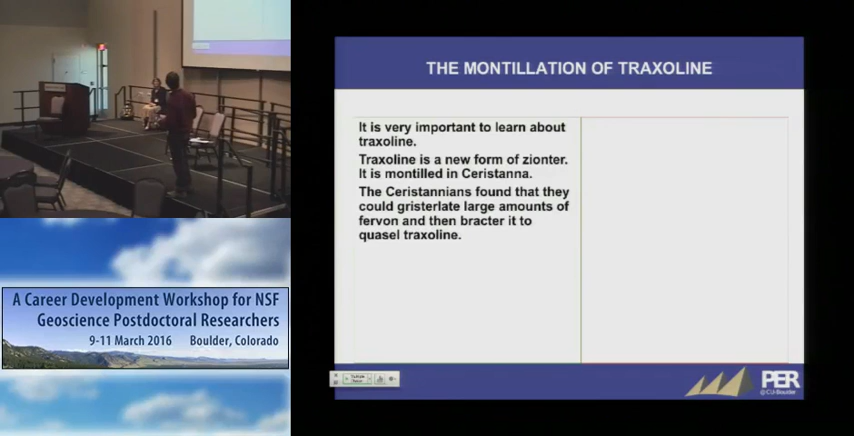 THE MONTILLATION OF TRAXOLINE
It is very important to learn about
traxoline.
Traxoline is a new form of zionter.
It is montilled in Ceristanna.
The Ceristannians found that they
could gristerlate large amounts of
fervon and then bracter it to
quasel traxoline.
A Career Development Workshop for NSF
Geoscience Postdoctoral Researchers
9-11 March 2016 Boulder, Colorado
PER
@CU-Boulder